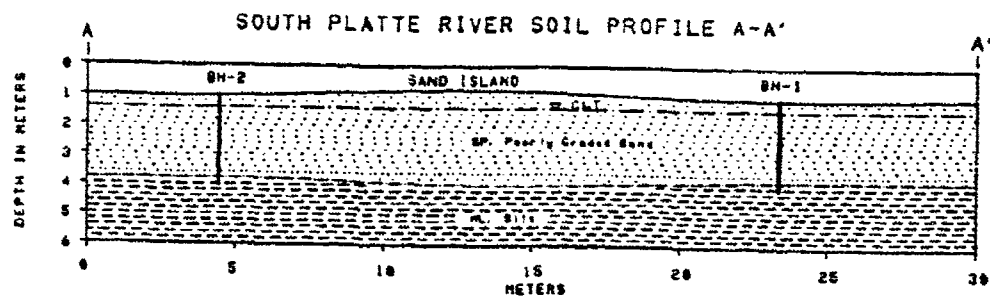 SOUTH PLATTE RIVER SOIL PROFILE A-A'
A
A'
BH-2
SAND ISLAND
BH-1
SP. Poorly Graded Sand
ML. Silt
DEPTH IN METERS
0
1
2
3
4
5
6
0
5
10
15
20
25
30
METERS